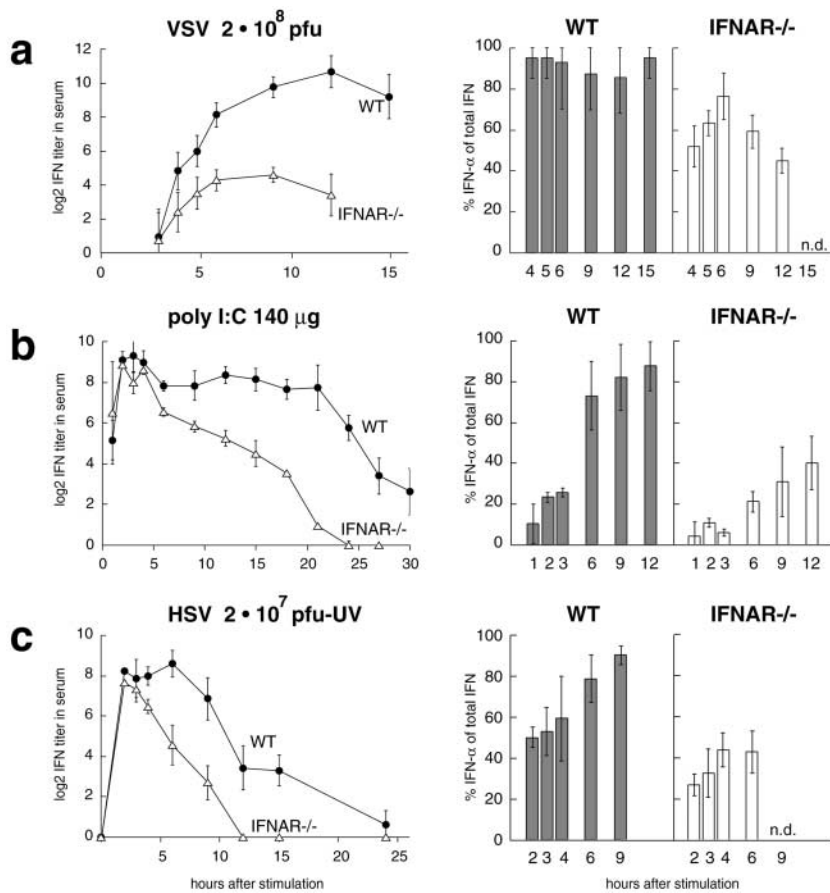 a
VSV 2 • 10⁸ pfu
log2 IFN titer in serum
12
10
8
6
4
2
0
WT
IFNAR-/-
0 5 10 15
WT IFNAR-/-
% IFN-α of total IFN
100
80
60
40
20
0
n.d.
4 5 6 9 12 15 4 5 6 9 12 15
b
poly I:C 140 µg
log2 IFN titer in serum
10
8
6
4
2
0
WT
IFNAR-/-
0 5 10 15 20 25 30
WT IFNAR-/-
% IFN-α of total IFN
100
80
60
40
20
0
1 2 3 6 9 12 1 2 3 6 9 12
c
HSV 2 • 10⁷ pfu-UV
log2 IFN titer in serum
10
8
6
4
2
0
WT
IFNAR-/-
0 5 10 15 20 25
hours after stimulation
WT IFNAR-/-
% IFN-α of total IFN
100
80
60
40
20
0
n.d.
2 3 4 6 9 2 3 4 6 9
hours after stimulation